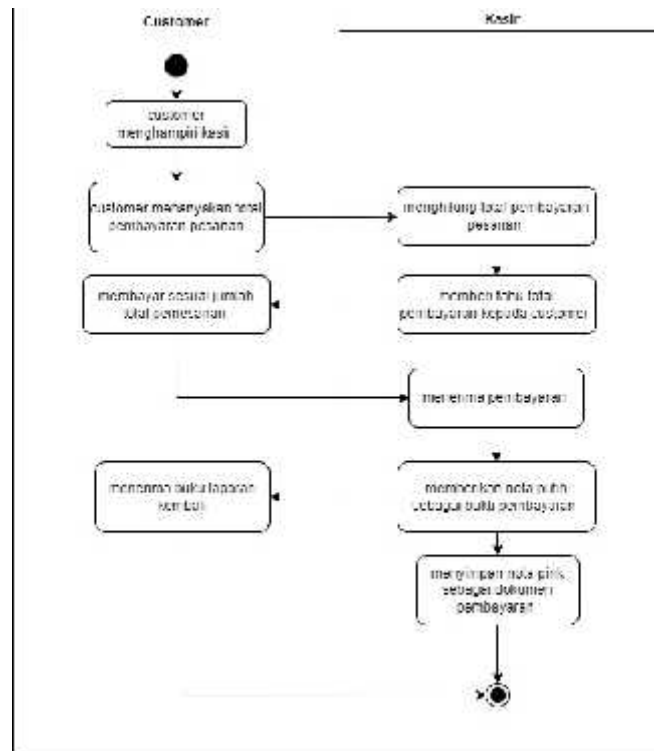 Customer
Kasir
customer
menghampiri kasir
customer menanyakan total
pembayaran pesanan
menghitung total pembayaran
pesanan
membayar sesuai jumlah
total pemesanan
memberi tahu total
pembayaran kepada customer
menerima pembayaran
menerima buku laporan
kembali
memberikan nota putih
sebagai bukti pembayaran
menyimpan nota pink
sebagai dokumen
pembayaran